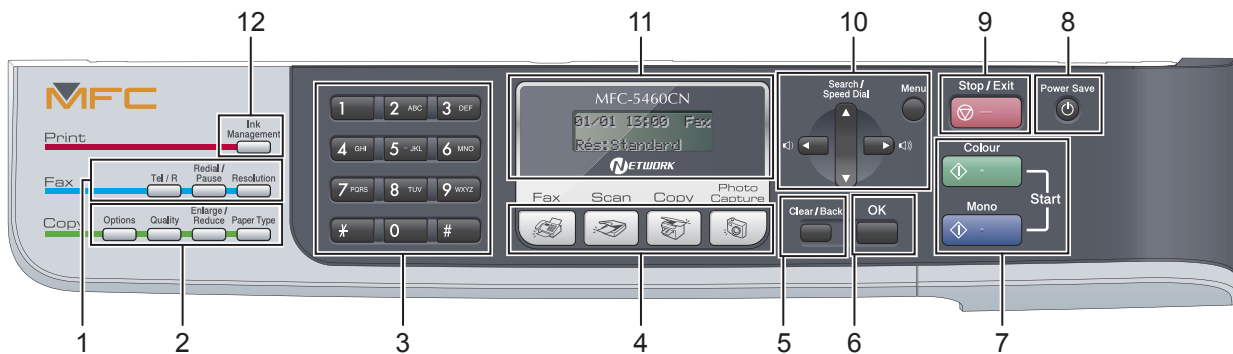 12
11
10
9
8
MFC
Print
Ink
Management
Fax
Tel / R
Redial /
Pause
Resolution
Copy
Options
Quality
Enlarge /
Reduce
Paper Type
1
2 ABC
3 DEF
4 GHI
5 JKL
6 MNO
7 PQRS
8 TUV
9 WXYZ
*
0
#
MFC-5460CN
01/01 13:00 Fax
Rés:Standard
NETWORK
Fax
Scan
Copy
Photo
Capture
Search /
Speed Dial
Menu
Clear / Back
OK
Stop / Exit
Power Save
Colour
Mono
Start
1
2
3
4
5
6
7